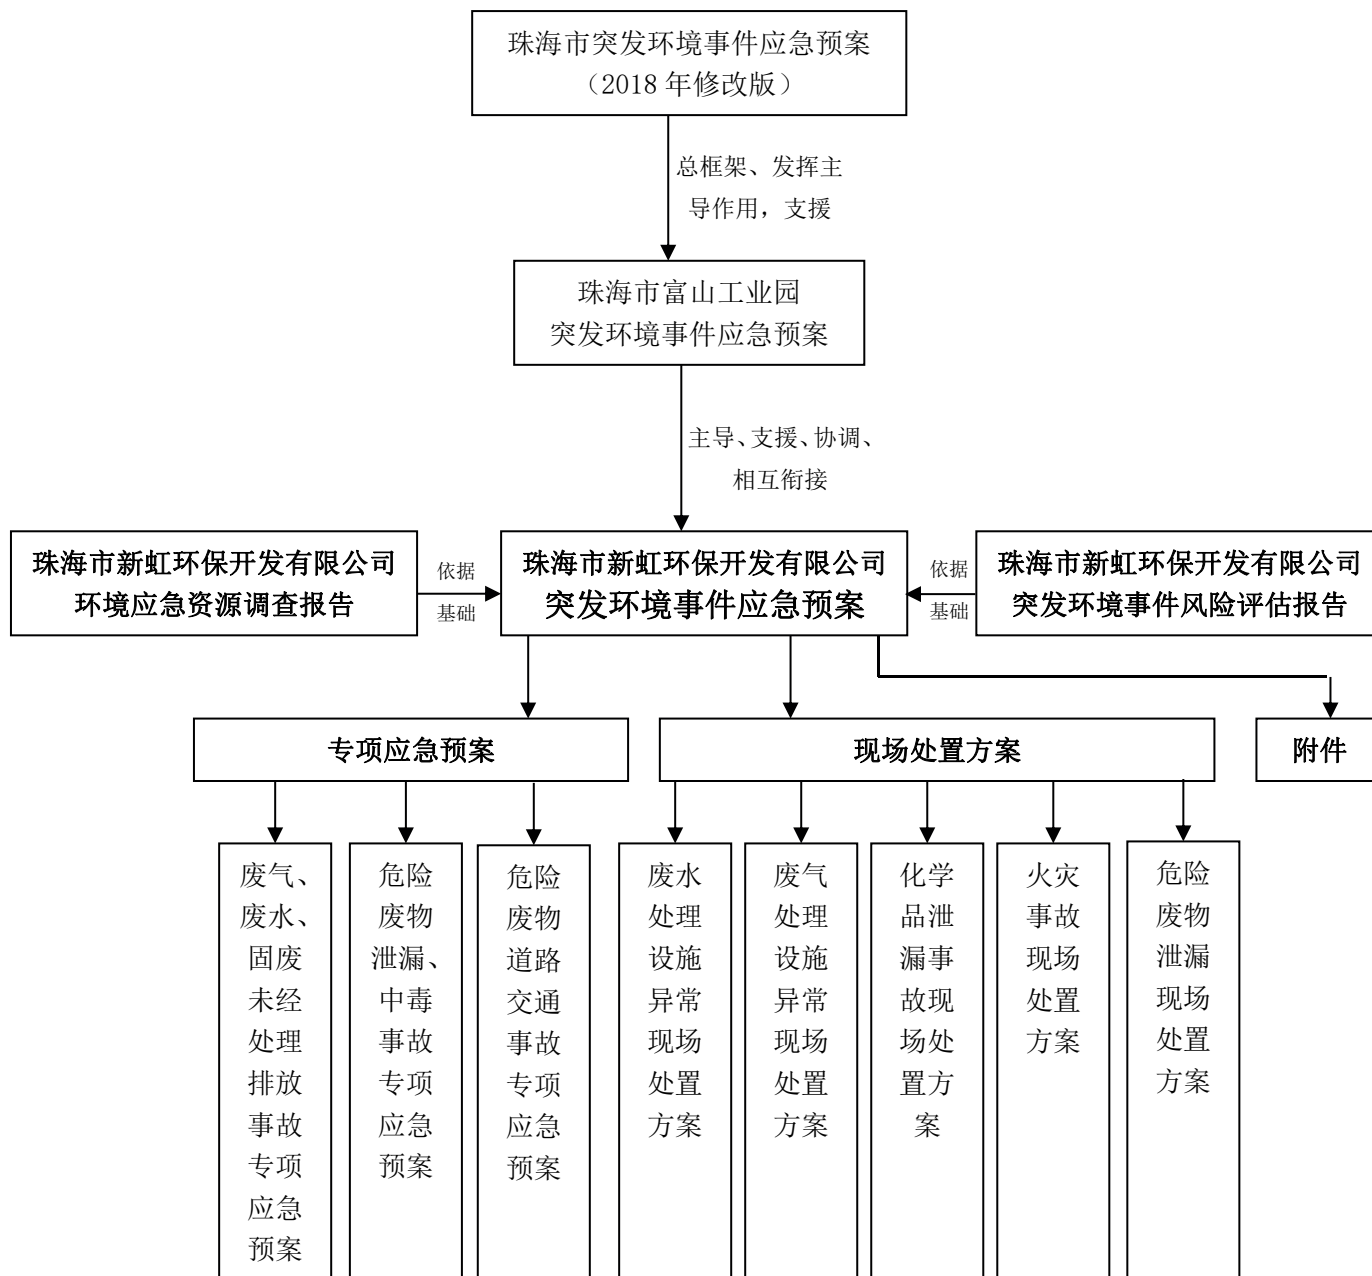 珠海市突发环境事件应急预案
（2018年修改版）
总框架、发挥主
导作用，支援
珠海市富山工业园
突发环境事件应急预案
主导、支援、协调、
相互衔接
珠海市新虹环保开发有限公司
环境应急资源调查报告
依据
基础
珠海市新虹环保开发有限公司
突发环境事件应急预案
依据
基础
珠海市新虹环保开发有限公司
突发环境事件风险评估报告
专项应急预案
现场处置方案
附件
废气、
废水、
固废
未经
处理
排放
事故
专项
应急
预案
危险
废物
泄漏、
中毒
事故
专项
应急
预案
危险
废物
道路
交通
事故
专项
应急
预案
废水
处理
设施
异常
现场
处置
方案
废气
处理
设施
异常
现场
处置
方案
化学
品泄
漏事
故现
场处
置方
案
火灾
事故
现场
处置
方案
危险
废物
泄漏
现场
处置
方案